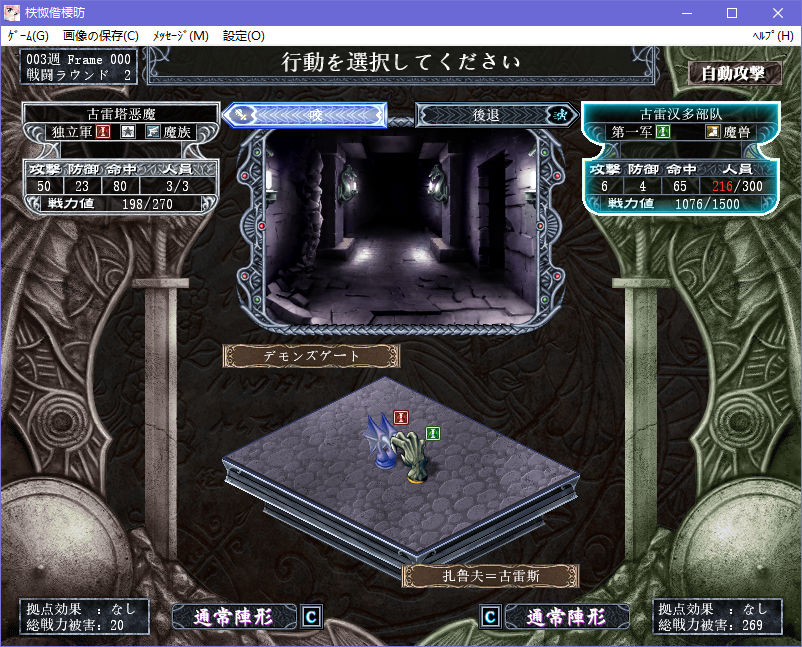 枩怓偺棲昉
ｹﾞｰﾑ(G) 画像の保存(C) ﾒｯｾｰｼﾞ(M) 設定(O) ﾍﾙﾌﾟ(H)
003週 Frame 000
戦闘ラウンド 2
行動を選択してください
自動攻撃
古雷塔恶魔
独立軍 魔族
攻撃 防御 命中 人員
50 23 80 3/3
戦力値 198/270
咬
後退
古雷汉多部队
第一军 魔兽
攻撃 防御 命中 人員
6 4 65 216/300
戦力値 1076/1500
デモンズゲート
扎鲁夫＝古雷斯
拠点効果 ：なし
総戦力被害：20
通常陣形 C
C 通常陣形
拠点効果 ：なし
総戦力被害：269